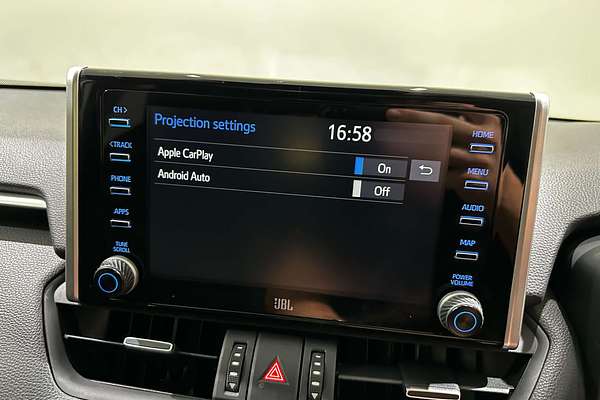 CH>
<TRACK
PHONE
APPS
TUNE
SCROLL
Projection settings
16:58
Apple CarPlay
On
Android Auto
Off
HOME
MENU
AUDIO
MAP
POWER
VOLUME
JBL